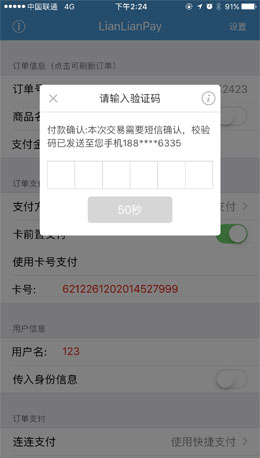 中国联通 4G 下午2:24 91%
LianLianPay 设置
订单信息（点击可刷新订单）
订单号 2423
商品名
支付金
请输入验证码
付款确认:本次交易需要短信确认，校验
码已发送至您手机188****6335
50秒
订单支
支付方 支付
卡前置支付
使用卡号支付
卡号: 6212261202014527999
用户信息
用户名: 123
传入身份信息
订单支付
连连支付 使用快捷支付